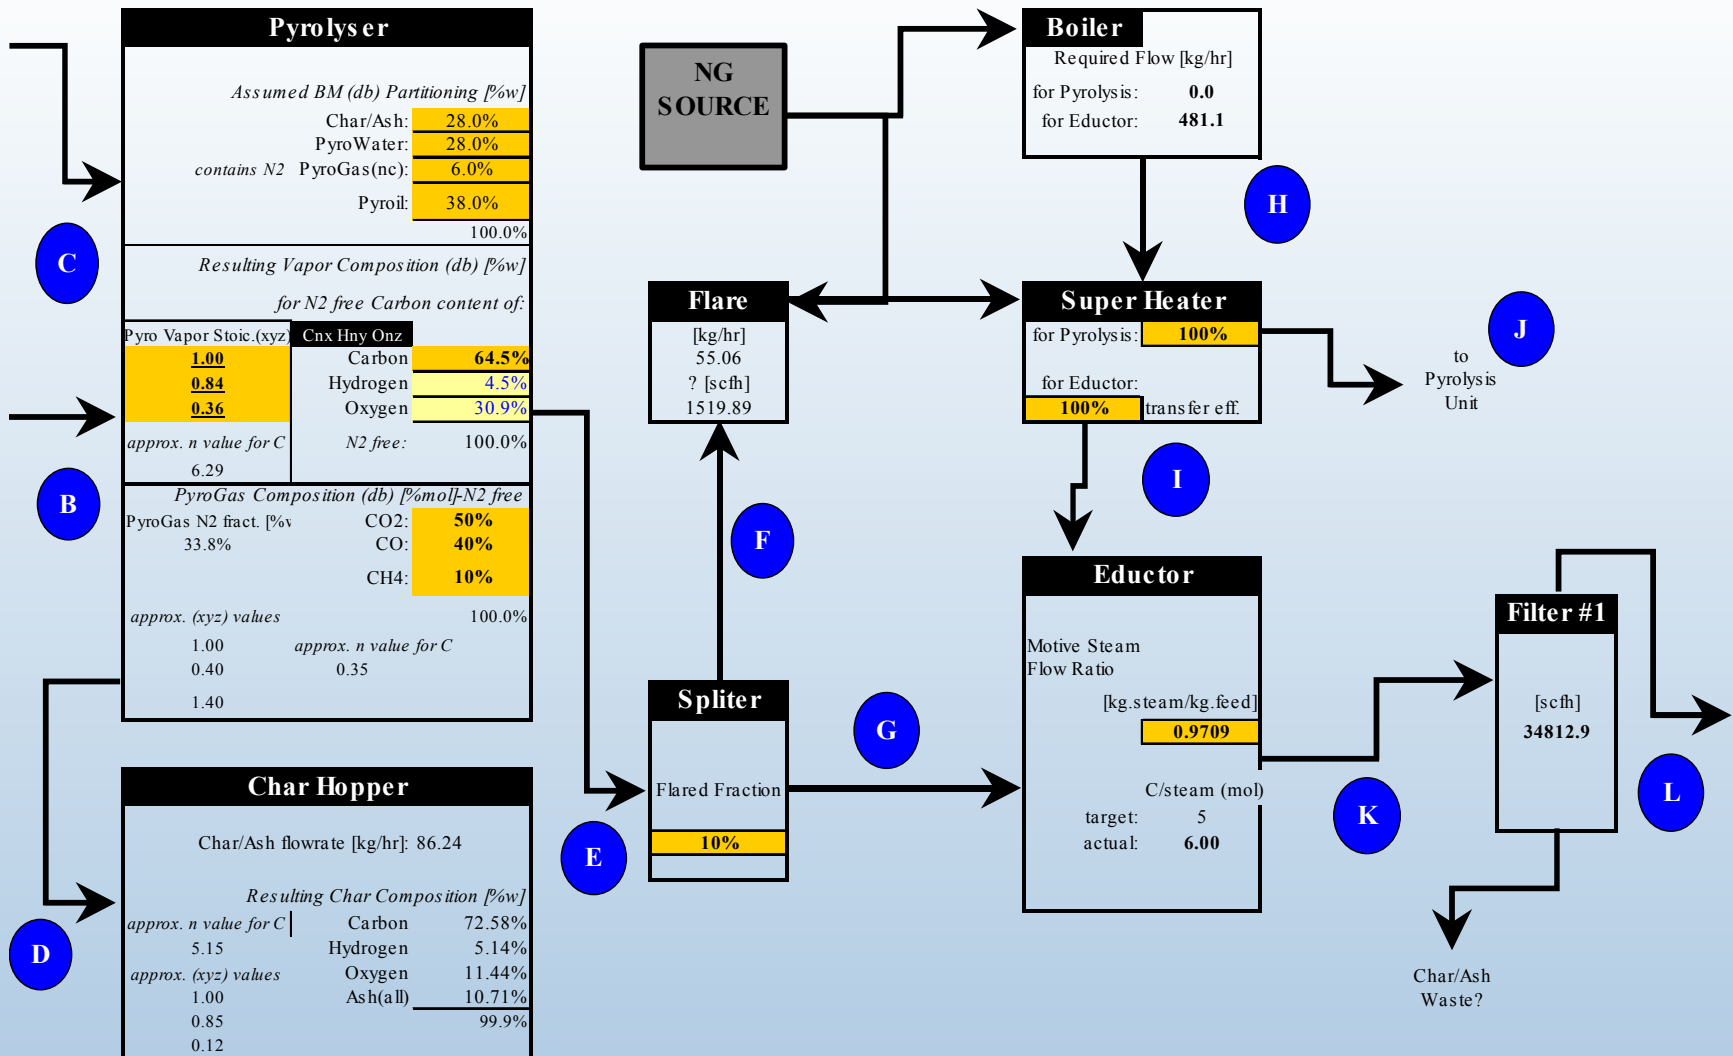 Pyrolyser
Assumed BM (db) Partitioning [%w]
Char/Ash: 28.0%
PyroWater: 28.0%
contains N2 PyroGas(nc): 6.0%
Pyroil: 38.0%
100.0%
Resulting Vapor Composition (db) [%w]
for N2 free Carbon content of:
Pyro Vapor Stoic.(xyz) Cnx Hny Onz
1.00 Carbon 64.5%
0.84 Hydrogen 4.5%
0.36 Oxygen 30.9%
approx. n value for C N2 free: 100.0%
6.29
PyroGas Composition (db) [%mol]-N2 free
PyroGas N2 fract. [%w CO2: 50%
33.8% CO: 40%
CH4: 10%
approx. (xyz) values 100.0%
1.00 approx. n value for C
0.40 0.35
1.40
Char Hopper
Char/Ash flowrate [kg/hr]: 86.24
Resulting Char Composition [%w]
approx. n value for C Carbon 72.58%
5.15 Hydrogen 5.14%
approx. (xyz) values Oxygen 11.44%
1.00 Ash(all) 10.71%
0.85 99.9%
0.12
C
B
D
NG
SOURCE
Flare
[kg/hr]
55.06
? [scfh]
1519.89
F
Spliter
Flared Fraction
10%
E
G
Boiler
Required Flow [kg/hr]
for Pyrolysis: 0.0
for Eductor: 481.1
H
Super Heater
for Pyrolysis: 100%
for Eductor:
100% transfer eff.
J
to
Pyrolysis
Unit
I
Eductor
Motive Steam
Flow Ratio
[kg.steam/kg.feed]
0.9709
C/steam (mol)
target: 5
actual: 6.00
K
Filter #1
[scfh]
34812.9
L
Char/Ash
Waste?